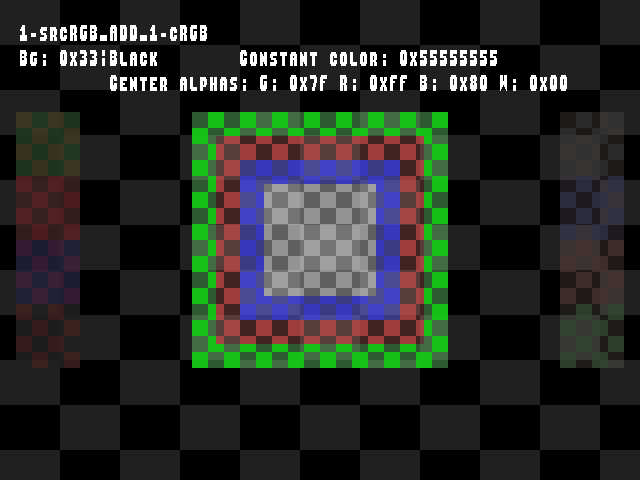 1-srcRGB_ADD_1-cRGB
Bg: 0x33|Black Constant color: 0x55555555
Center alphas: G: 0x7f R: 0xff B: 0x80 W: 0x00